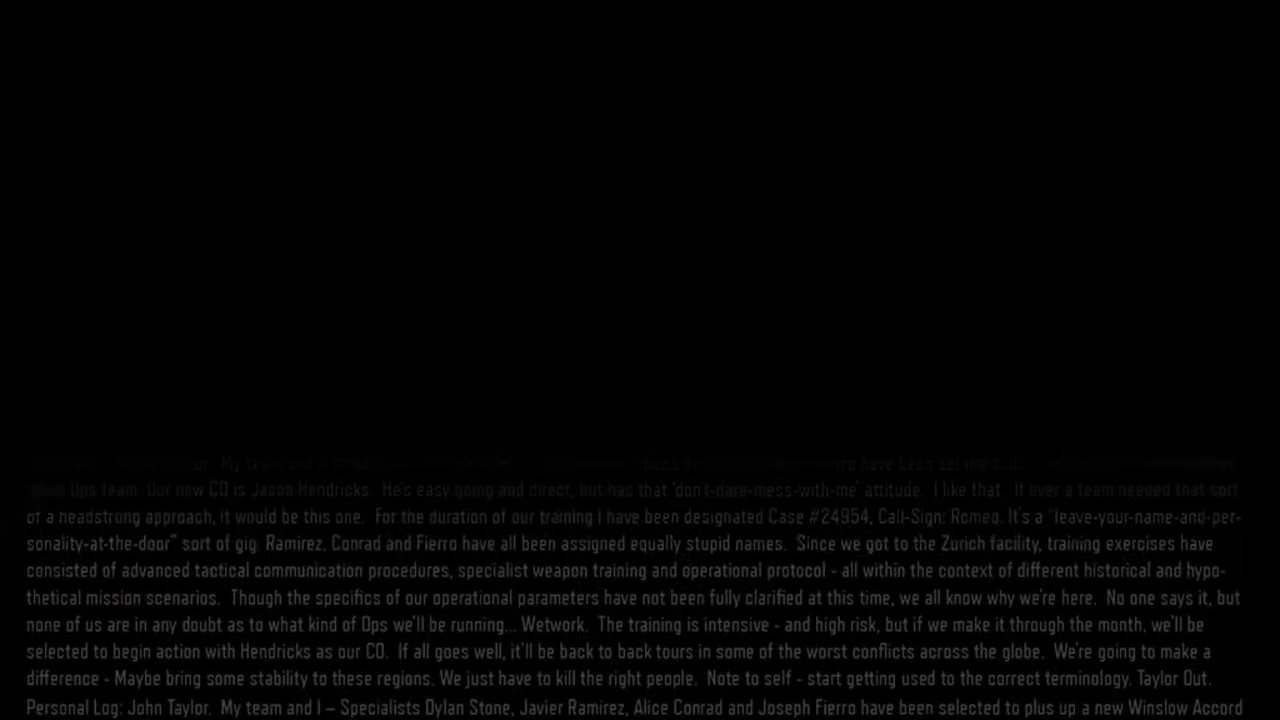 My team and I
Ops team. Our new CO is Jacob Hendricks. He's easy going and direct, but has that 'don't-dare-mess-with-me' attitude. I like that. If ever a team needed that sort
of a headstrong approach, it would be this one. For the duration of our training I have been designated Case #24954, Call-Sign: Romeo. It's a "leave-your-name-and-per-
sonality-at-the-door" sort of gig. Ramirez, Conrad and Fierro have all been assigned equally stupid names. Since we got to the Zurich facility, training exercises have
consisted of advanced tactical communication procedures, specialist weapon training and operational protocol - all within the context of different historical and hypo-
thetical mission scenarios. Though the specifics of our operational parameters have not been fully clarified at this time, we all know why we're here. No one says it, but
none of us are in any doubt as to what kind of Ops we'll be running... Wetwork. The training is intensive - and high risk, but if we make it through the month, we'll be
selected to begin action with Hendricks as our CO. If all goes well, it'll be back to back tours in some of the worst conflicts across the globe. We're going to make a
difference - Maybe bring some stability to these regions. We just have to kill the right people. Note to self - start getting used to the correct terminology. Taylor Out.
Personal Log: John Taylor. My team and I – Specialists Dylan Stone, Javier Ramirez, Alice Conrad and Joseph Fierro have been selected to plus up a new Winslow Accord